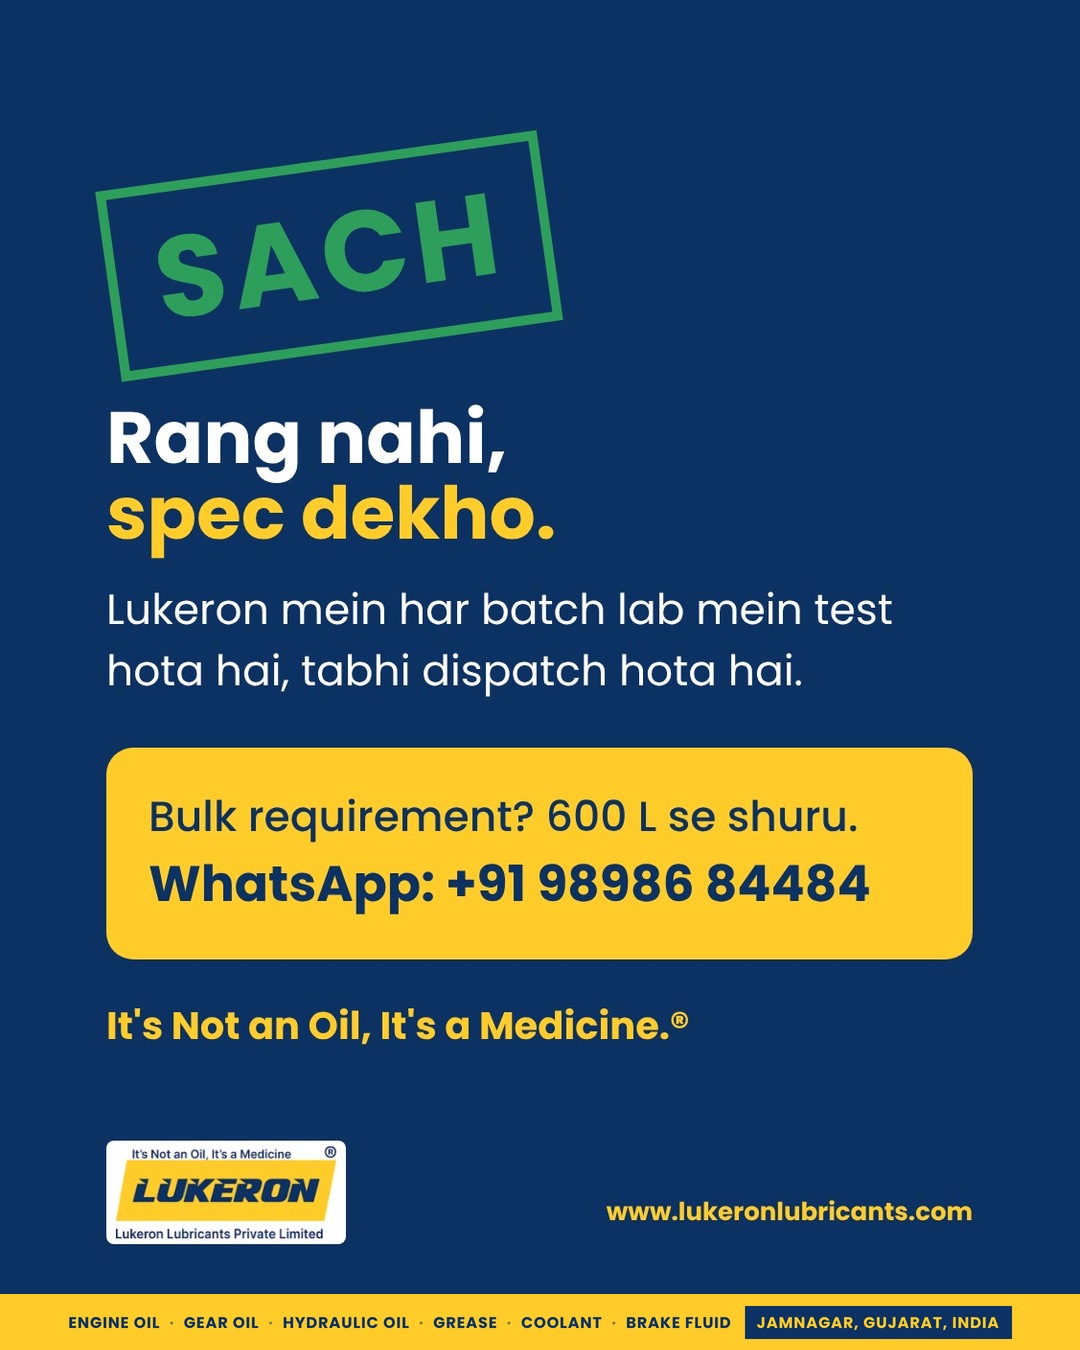 SACH
Rang nahi,
spec dekho.
Lukeron mein har batch lab mein test
hota hai, tabhi dispatch hota hai.
Bulk requirement? 600 L se shuru.
WhatsApp: +91 98986 84484
It's Not an Oil, It's a Medicine.®
It's Not an Oil, It's a Medicine ®
LUKERON
Lukeron Lubricants Private Limited
www.lukeronlubricants.com
ENGINE OIL · GEAR OIL · HYDRAULIC OIL · GREASE · COOLANT · BRAKE FLUID JAMNAGAR, GUJARAT, INDIA